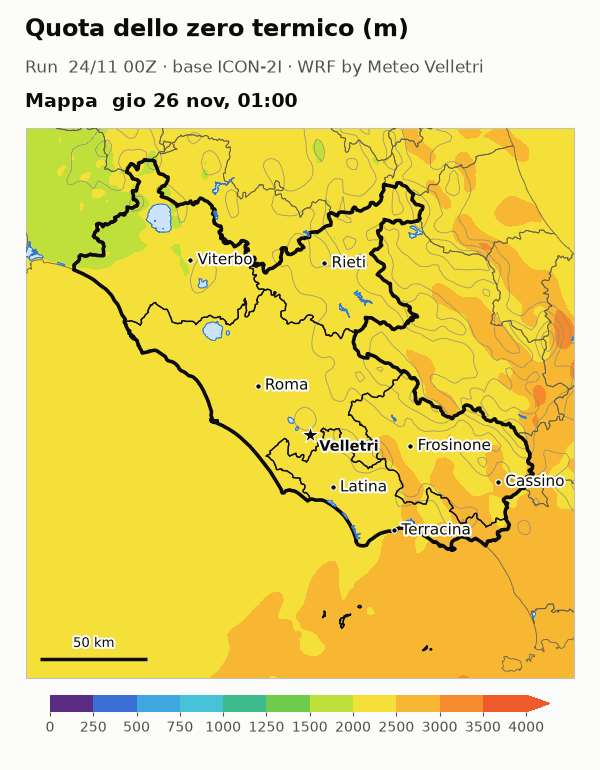 Quota dello zero termico (m)
Run  24/11 00Z · base ICON-2I · WRF by Meteo Velletri
Mappa  gio 26 nov, 01:00
Viterbo
Rieti
Roma
Velletri
Frosinone
Cassino
Latina
Terracina
50 km
0 250 500 750 1000 1250 1500 2000 2500 3000 3500 4000